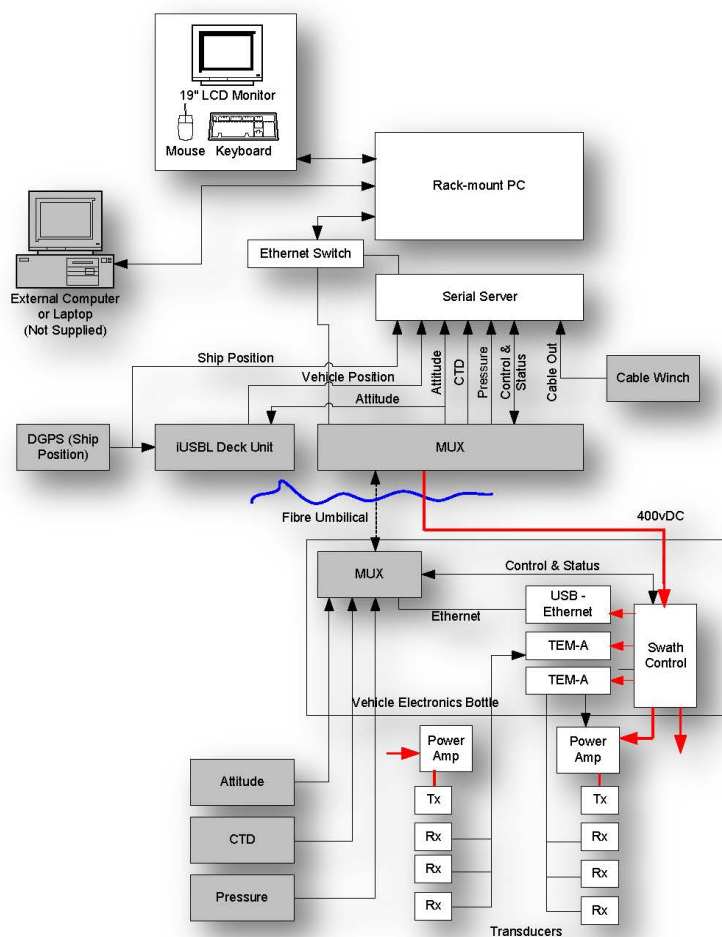 19" LCD Monitor
Mouse Keyboard
Rack-mount PC
Ethernet Switch
External Computer
or Laptop
(Not Supplied)
Serial Server
Ship Position
Vehicle Position
Attitude
Attitude
CTD
Pressure
Control &
Status
Cable Out
Cable Winch
DGPS (Ship
Position)
iUSBL Deck Unit
MUX
Fibre Umbilical
400vDC
MUX
Control & Status
Ethernet
USB -
Ethernet
TEM-A
TEM-A
Swath
Control
Vehicle Electronics Bottle
Power
Amp
Power
Amp
Attitude
Tx
Tx
CTD
Rx
Rx
Rx
Rx
Pressure
Rx
Rx
Transducers